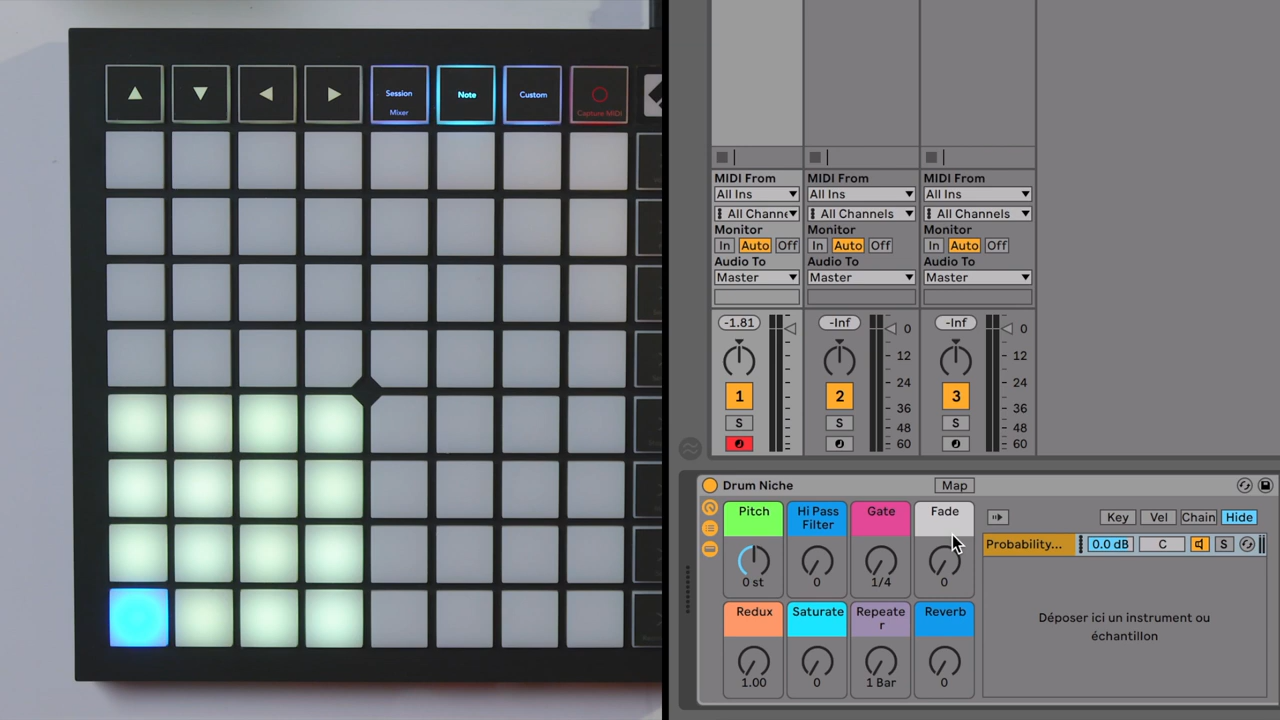 ▲ ▼ ◀ ▶ Session Note Custom
Mixer Capture MIDI
MIDI From MIDI From MIDI From
All Ins All Ins All Ins
All Channe All Channels All Channels
Monitor Monitor Monitor
In Auto Off In Auto Off In Auto Off
Audio To Audio To Audio To
Master Master Master
-1.81 -Inf 0 -Inf 0
12 12
24 24
1 2 36 3 36
S S 48 S 48
60 60
Drum Niche Map
Pitch Hi Pass Filter Gate Fade Key Vel Chain Hide
Probability... 0.0 dB C S
0 st 0 1/4 0
Redux Saturate Repeate
r Reverb
1.00 0 1 Bar 0
Déposer ici un instrument ou
échantillon